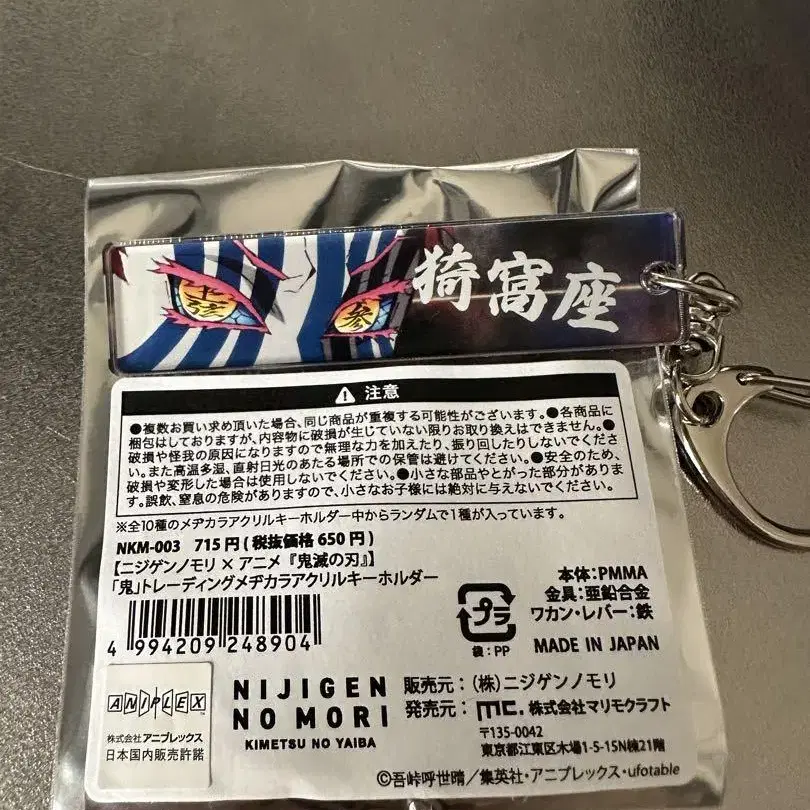 上弦
参
猗窩座
⚠ 注意
●複数お買い求め頂いた場合、同じ商品が重複する可能性がございます。●各商品に
梱包はしておりますが、内容物に破損が生じていない限りお取り換えはできません。●
破損や怪我の原因になりますので無理な力を加えたり、振り回したりしないでくださ
い。また高温多湿、直射日光のあたる場所での保管は避けてください。●安全のため、
破損や変形した場合は使用しないでください。●小さな部品やとがった部分がありま
す。誤飲、窒息の危険がありますので、小さなお子様には絶対に与えないでください。
※全10種のメヂカラアクリルキーホルダー中からランダムで1種が入っています。
NKM-003 715円(税抜価格 650円)
【ニジゲンノモリ×アニメ『鬼滅の刃』】
「鬼」トレーディングメヂカラアクリルキーホルダー
4 994209 248904
プラ
袋:PP
本体:PMMA
金具:亜鉛合金
ワカン・レバー:鉄
MADE IN JAPAN
ANIPLEX
株式会社アニプレックス
日本国内販売許諾
NIJIGEN
NO MORI
KIMETSU NO YAIBA
販売元:(株)ニジゲンノモリ
発売元:mc. 株式会社マリモクラフト
〒135-0042
東京都江東区木場1-5-15N棟21階
©吾峠呼世晴/集英社・アニプレックス・ufotable